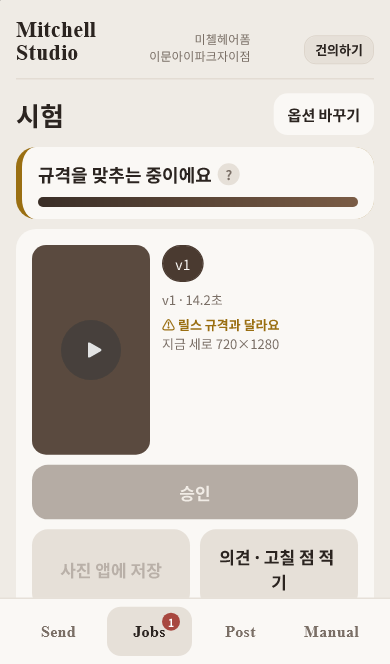 Mitchell
Studio
미젤헤어폼
이문아이파크자이점
건의하기
시험
옵션 바꾸기
규격을 맞추는 중이에요 ?
v1
v1 · 14.2초
⚠ 릴스 규격과 달라요
지금 세로 720×1280
승인
사진 앱에 저장
의견 · 고칠 점 적
기
Send
Jobs
1
Post
Manual